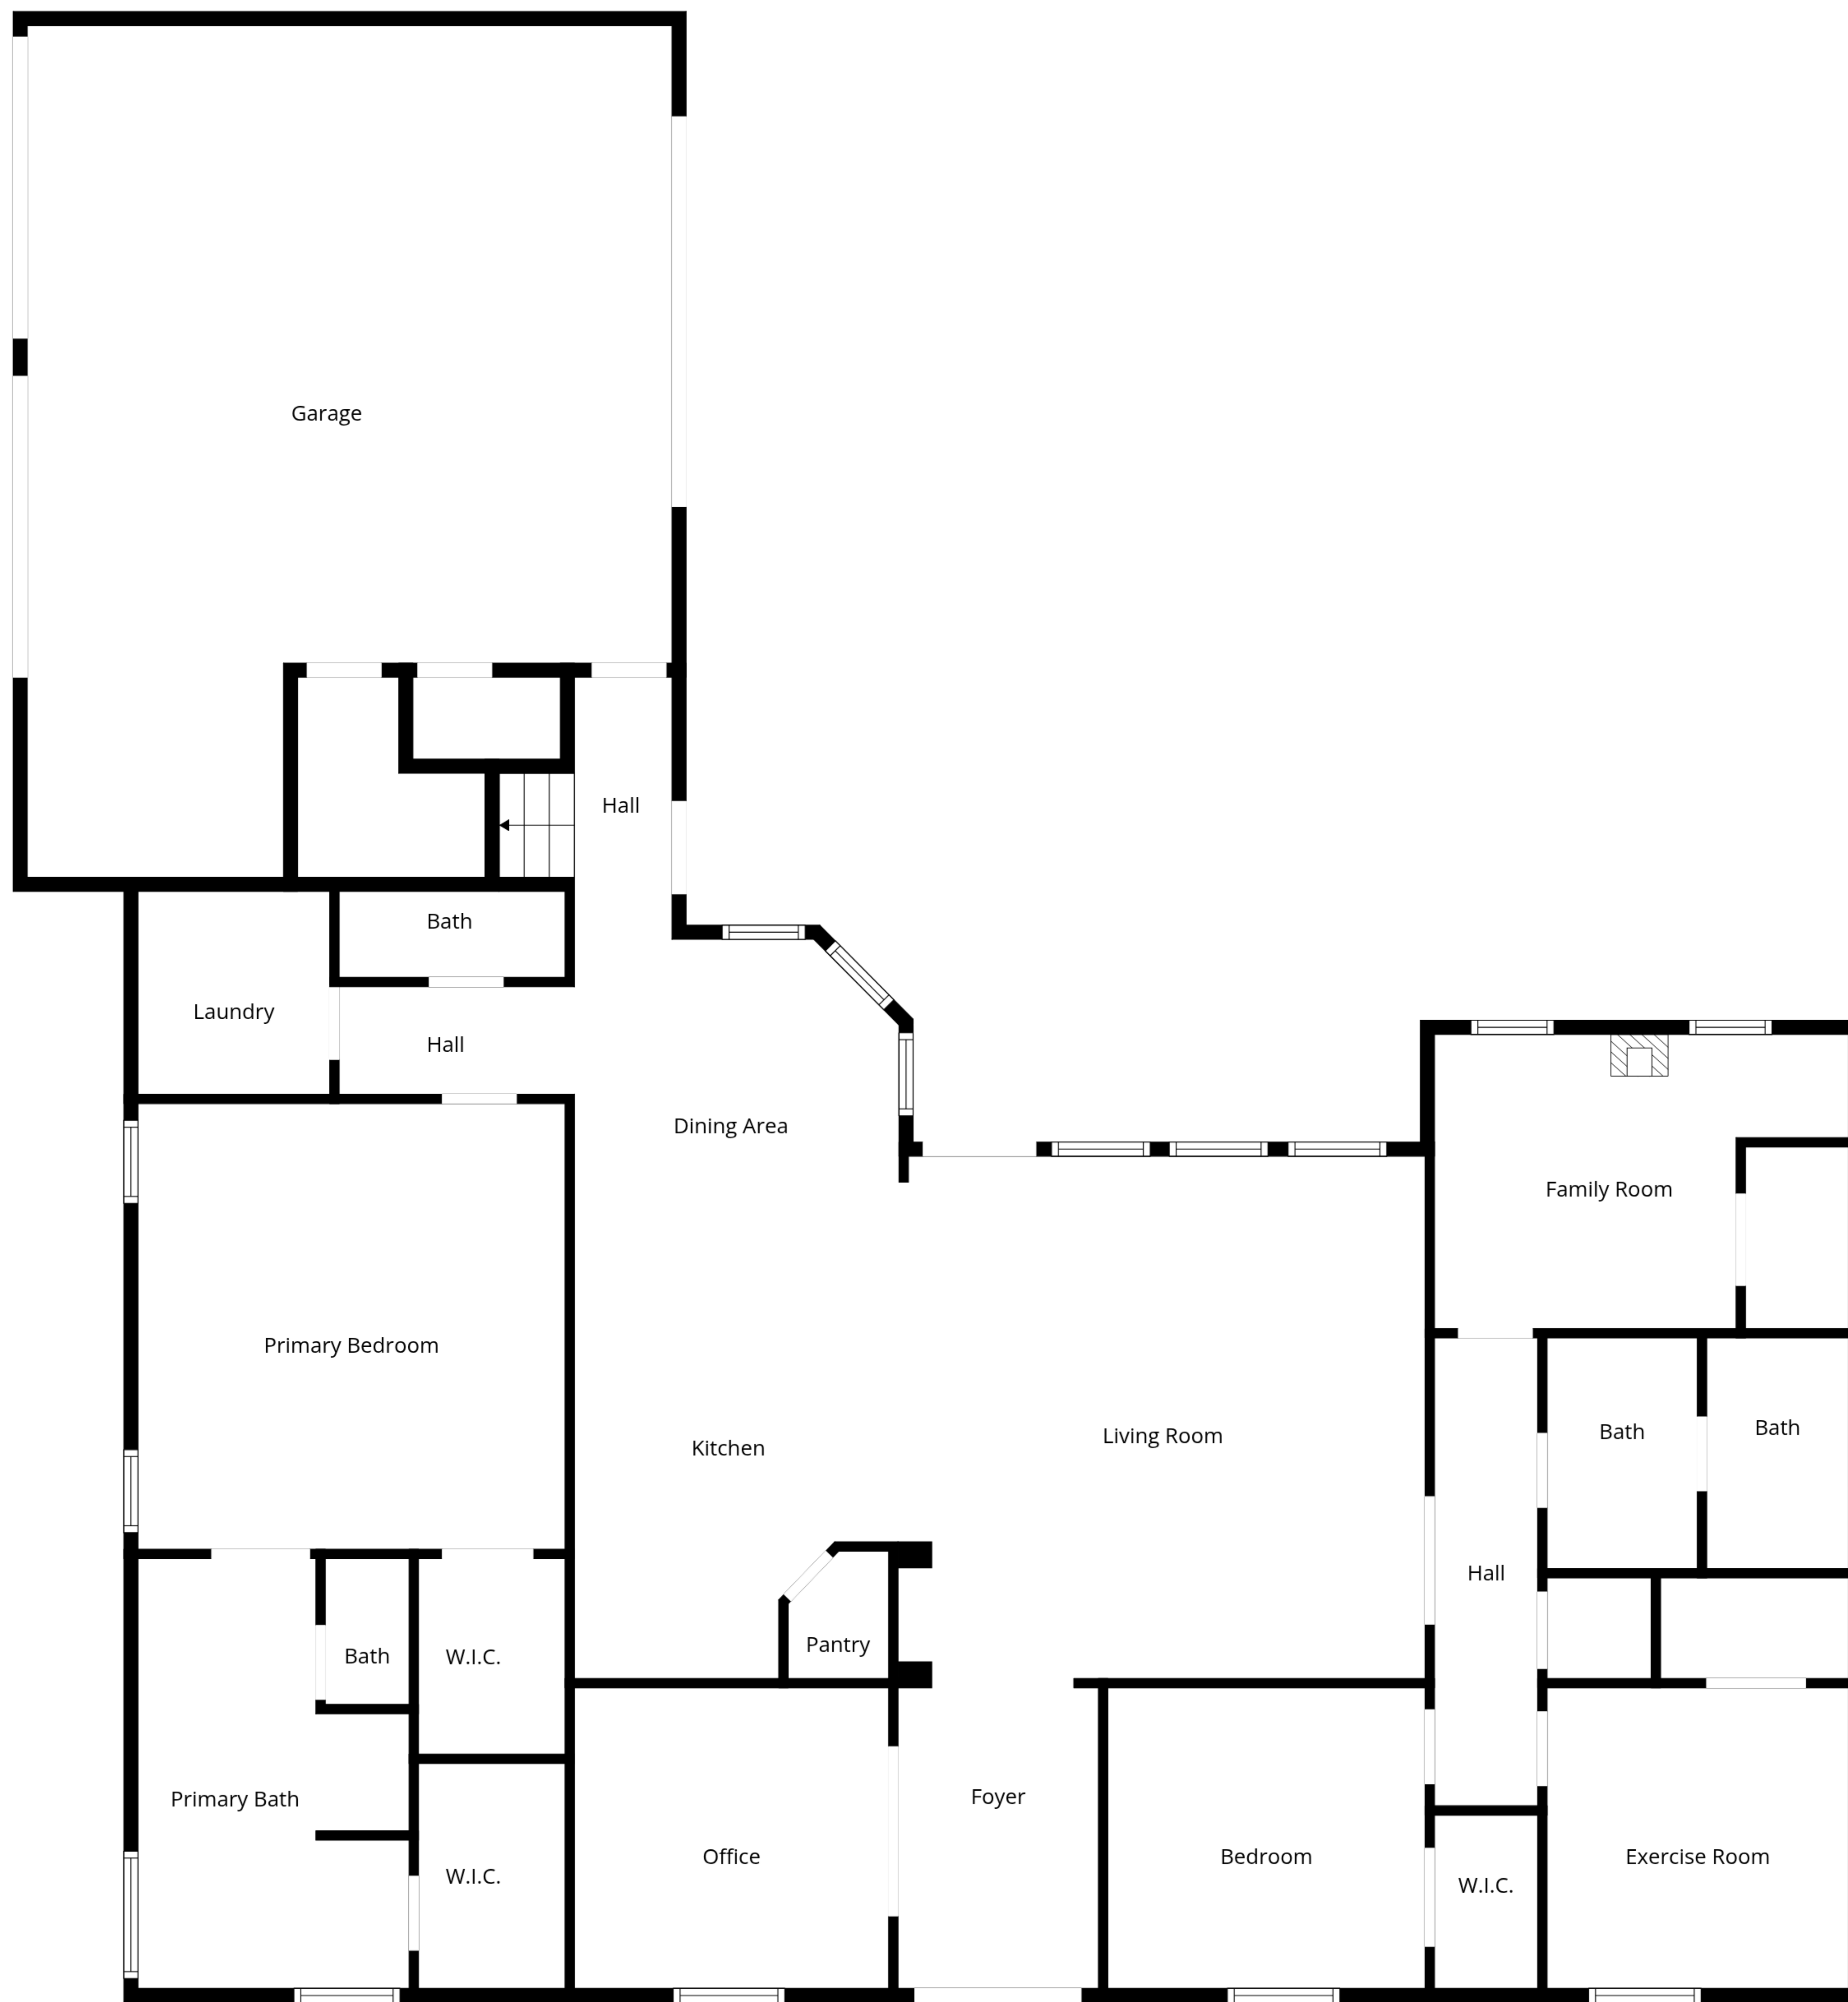 Garage
Hall
Bath
Laundry
Hall
Dining Area
Family Room
Primary Bedroom
Kitchen
Living Room
Bath
Bath
Hall
Pantry
Bath
W.I.C.
Primary Bath
Foyer
Office
Bedroom
Exercise Room
W.I.C.
W.I.C.